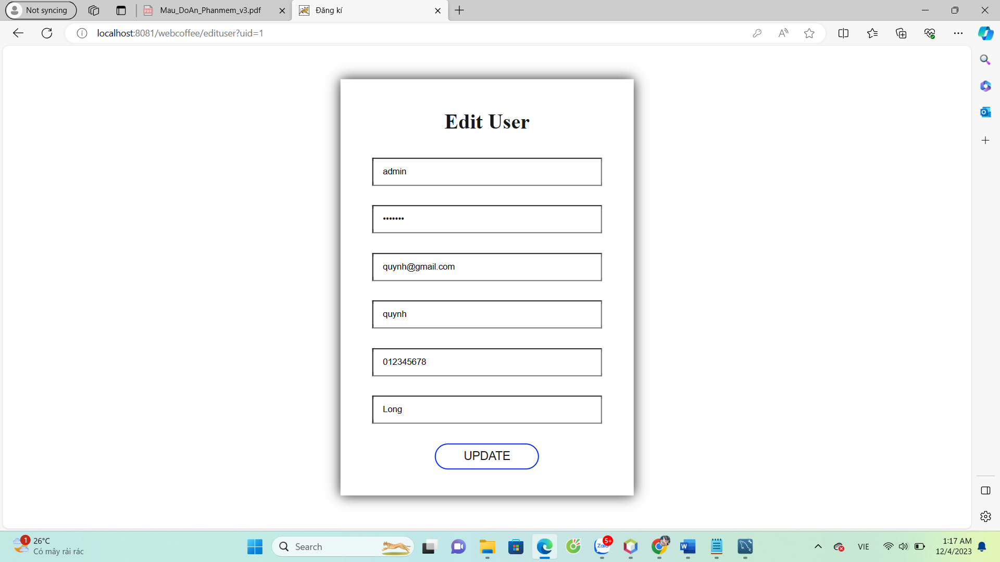 Not syncing
Mau_DoAn_Phanmem_v3.pdf
Đăng kí
localhost:8081/webcoffee/edituser?uid=1
Edit User
admin
•••••••
quynh@gmail.com
quynh
012345678
Long
UPDATE
1
26°C
Có mây rải rác
Search
Zalo
5+
W
VIE
1:17 AM
12/4/2023